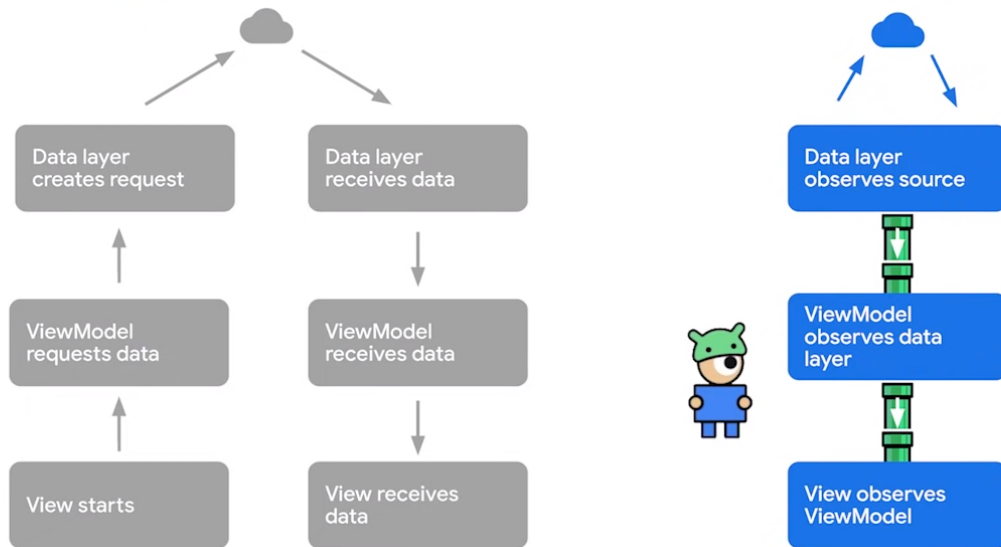 Data layer
creates request
Data layer
receives data
Data layer
observes source
ViewModel
requests data
ViewModel
receives data
ViewModel
observes data
layer
View starts
View receives
data
View observes
ViewModel